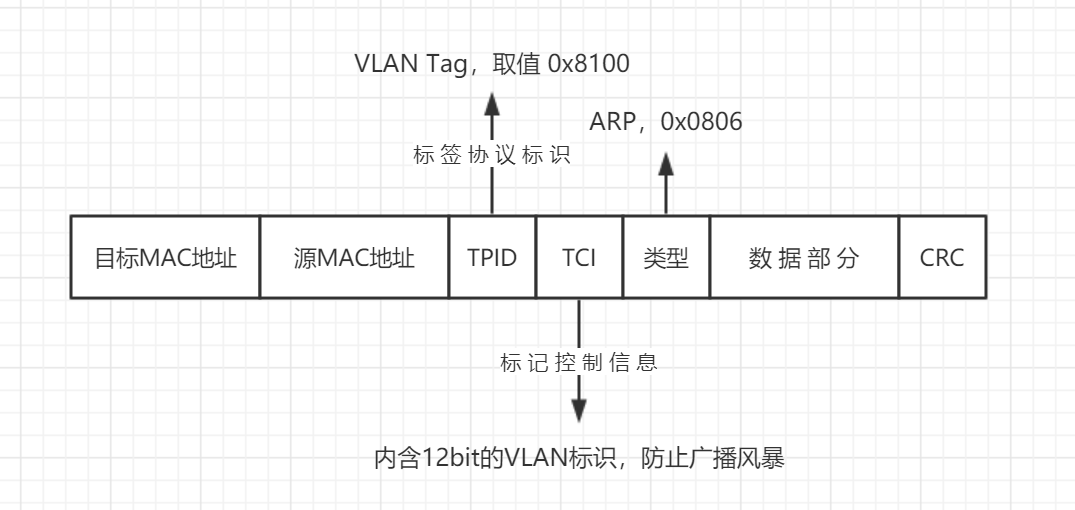 VLAN Tag，取值 0x8100
ARP，0x0806
标签协议标识
目标MAC地址 源MAC地址 TPID TCI 类型 数据部分 CRC
标记控制信息
内含12bit的VLAN标识，防止广播风暴